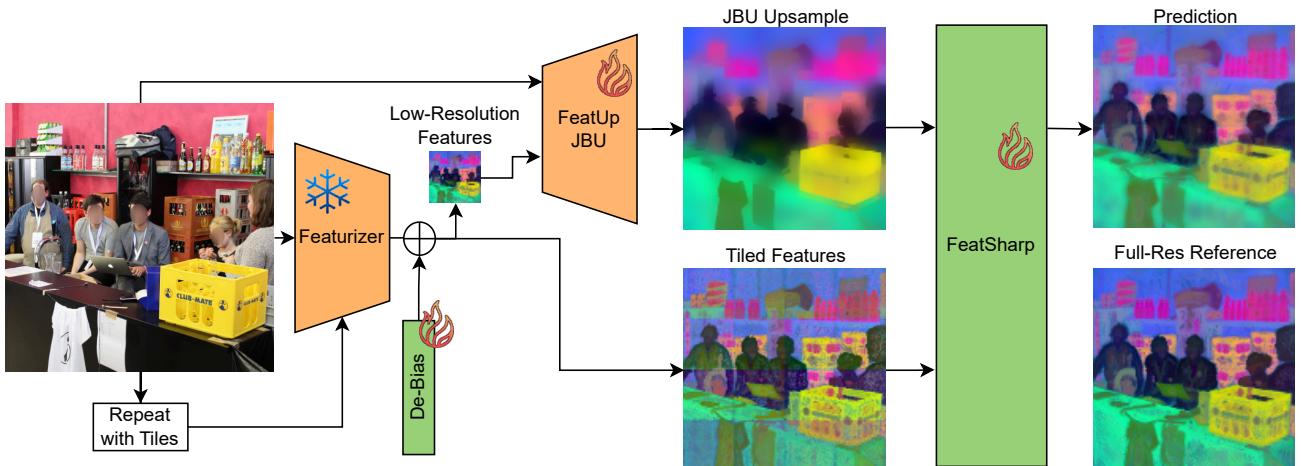 JBU Upsample
Prediction
FeatUp
JBU
Low-Resolution
Features
Featurizer
FeatSharp
Tiled Features
Full-Res Reference
CLUB-MATE
De-Bias
Repeat
with Tiles